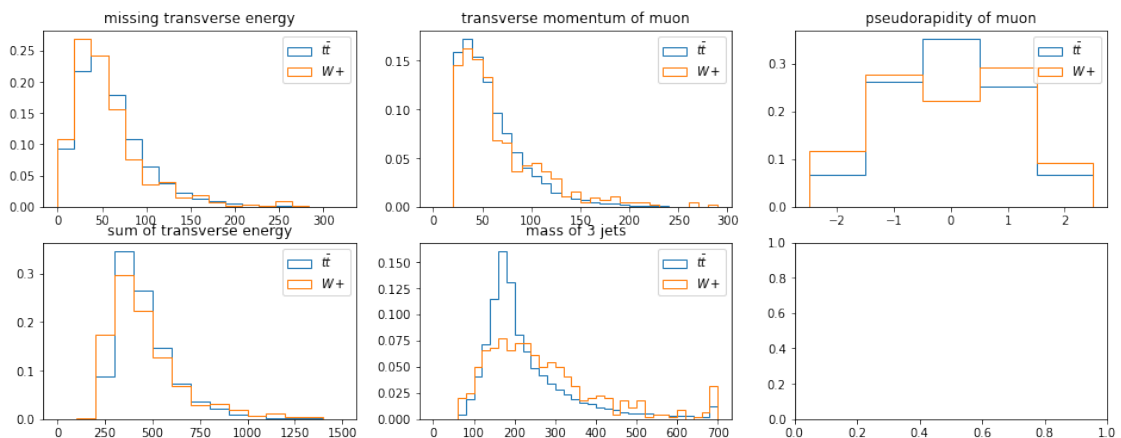 missing transverse energy
0.25
0.20
0.15
0.10
0.05
0.00
0 50 100 150 200 250 300
tt̄
W+
transverse momentum of muon
0.15
0.10
0.05
0.00
0 50 100 150 200 250 300
tt̄
W+
pseudorapidity of muon
0.3
0.2
0.1
0.0
−2 −1 0 1 2
tt̄
W+
sum of transverse energy
0.3
0.2
0.1
0.0
0 250 500 750 1000 1250 1500
tt̄
W+
mass of 3 jets
0.150
0.125
0.100
0.075
0.050
0.025
0.000
0 100 200 300 400 500 600 700
tt̄
W+
1.0
0.8
0.6
0.4
0.2
0.0
0.0 0.2 0.4 0.6 0.8 1.0